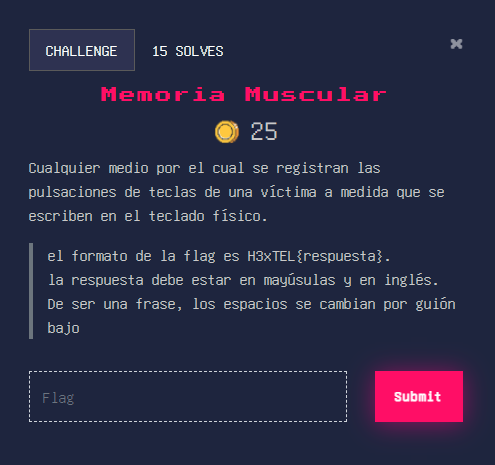 CHALLENGE
15 SOLVES
×
Memoria Muscular
25
Cualquier medio por el cual se registran las
pulsaciones de teclas de una víctima a medida que se
escriben en el teclado físico.
el formato de la flag es H3xTEL{respuesta}.
la respuesta debe estar en mayúsulas y en inglés.
De ser una frase, los espacios se cambian por guión
bajo
Flag
Submit